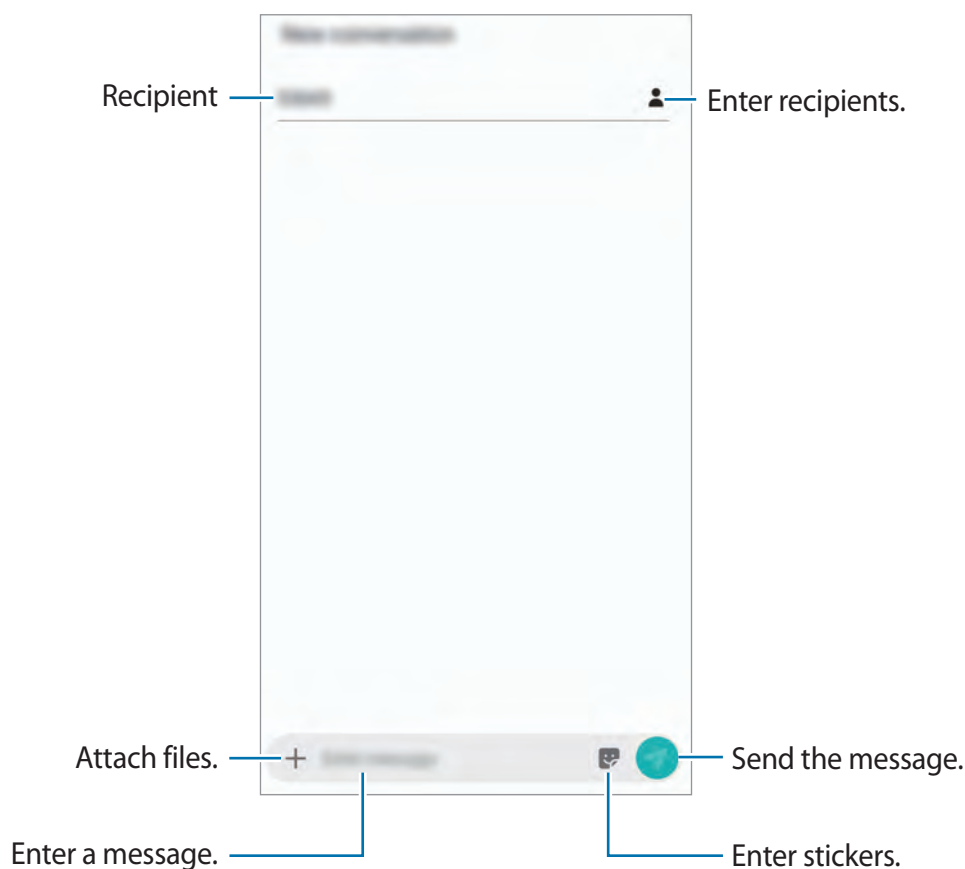 Recipient
Enter recipients.
Attach files.
Send the message.
Enter a message.
Enter stickers.